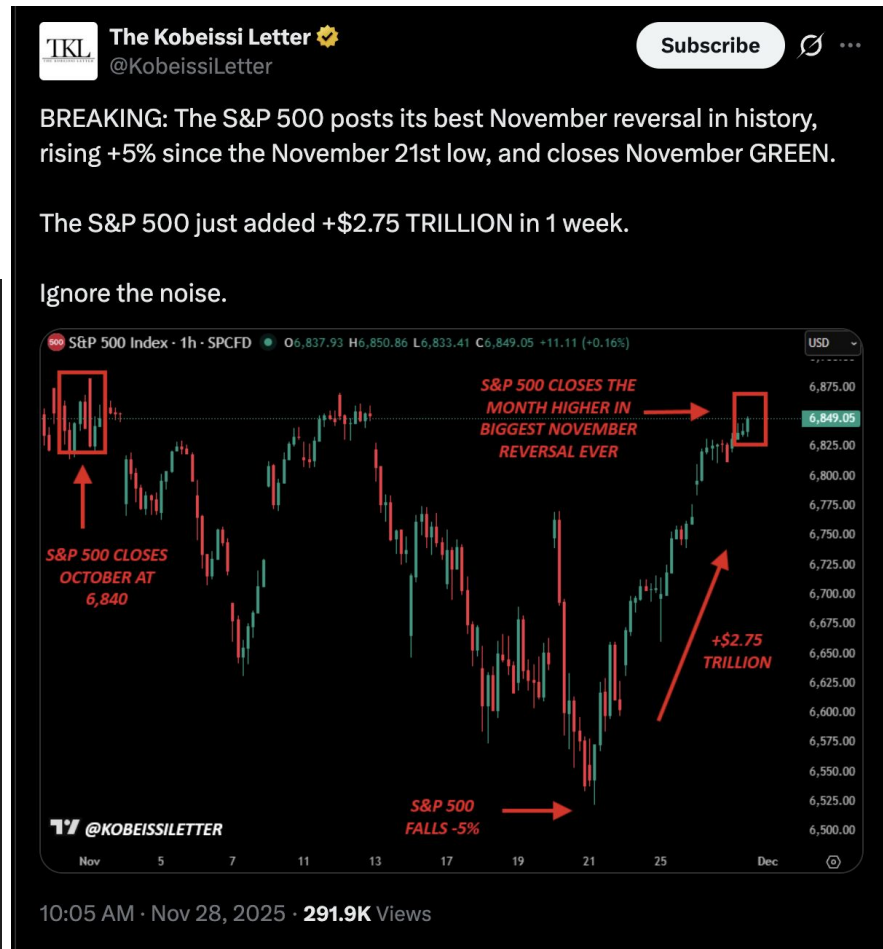 TKL
THE KOBEISSI LETTER
The Kobeissi Letter
@KobeissiLetter
Subscribe
BREAKING: The S&P 500 posts its best November reversal in history,
rising +5% since the November 21st low, and closes November GREEN.
The S&P 500 just added +$2.75 TRILLION in 1 week.
Ignore the noise.
500 S&P 500 Index · 1h · SPCFD O6,837.93 H6,850.86 L6,833.41 C6,849.05 +11.11 (+0.16%)
USD
6,875.00
6,849.05
6,825.00
6,800.00
6,775.00
6,750.00
6,725.00
6,700.00
6,675.00
6,650.00
6,625.00
6,600.00
6,575.00
6,550.00
6,525.00
6,500.00
S&P 500 CLOSES THE
MONTH HIGHER IN
BIGGEST NOVEMBER
REVERSAL EVER
S&P 500 CLOSES
OCTOBER AT
6,840
+$2.75
TRILLION
S&P 500
FALLS -5%
@KOBEISSILETTER
Nov 5 7 11 13 17 19 21 25 Dec
10:05 AM · Nov 28, 2025 · 291.9K Views